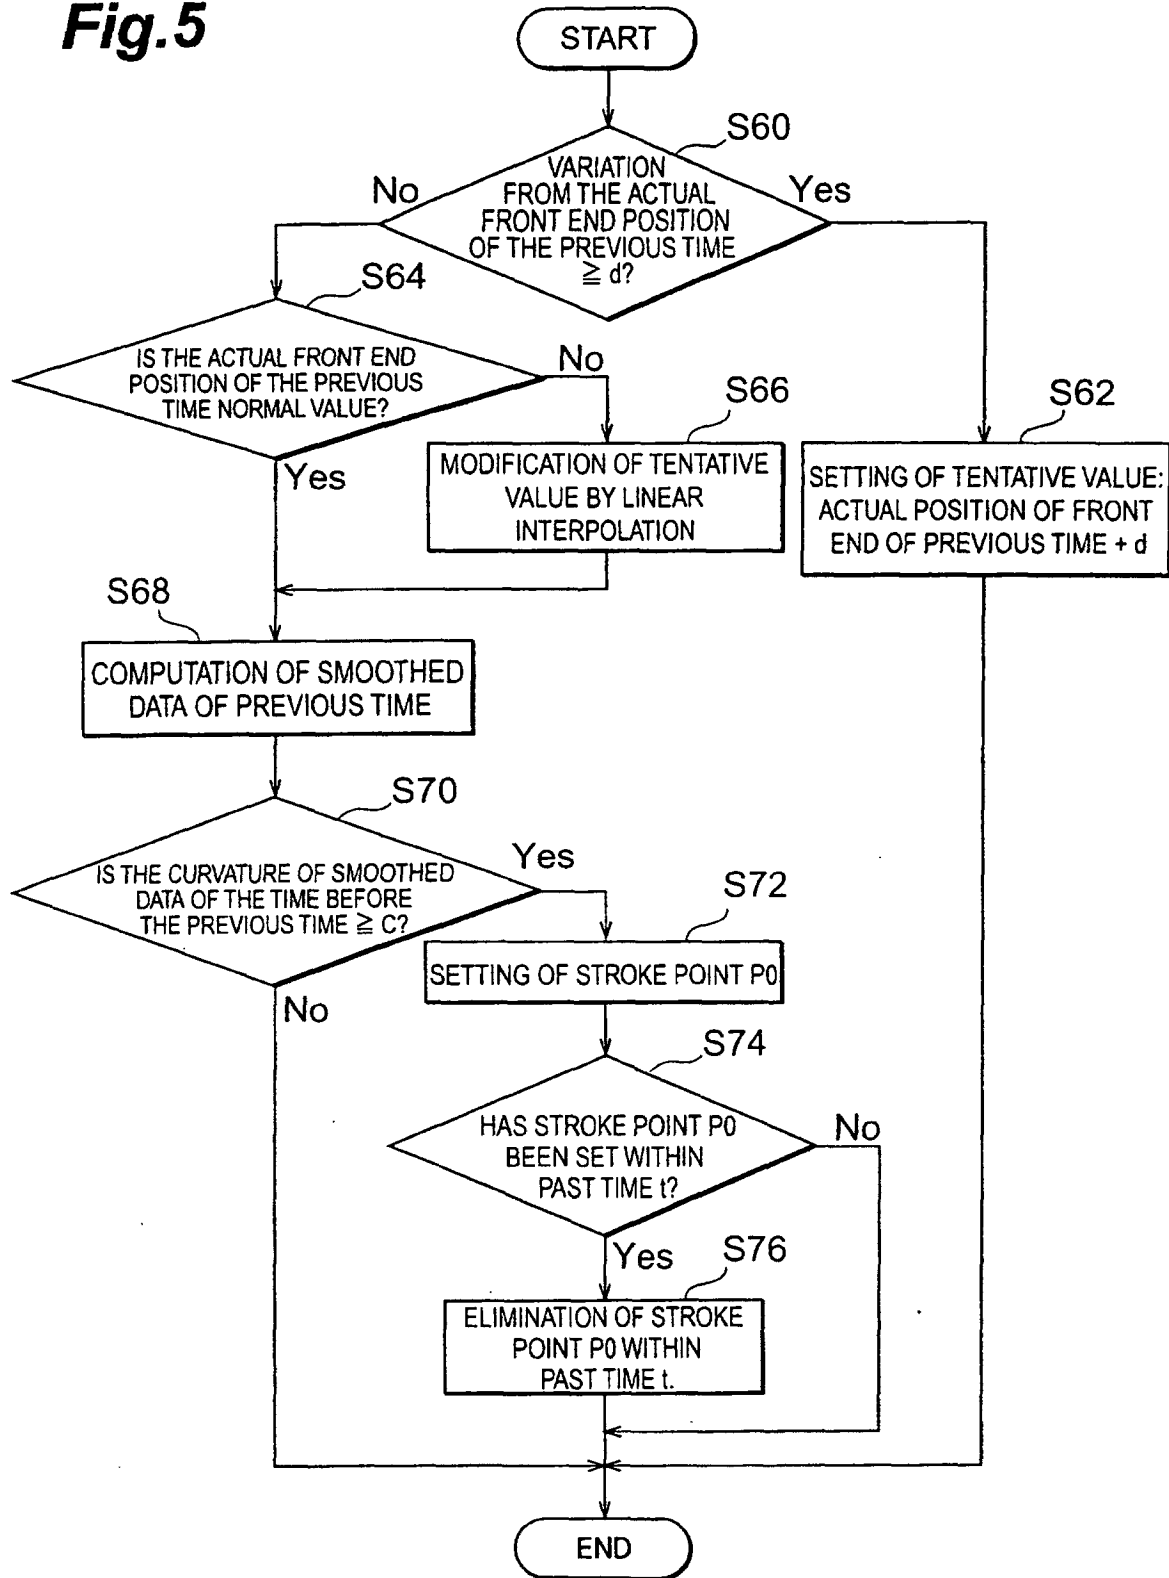 Fig.5
START
S60
VARIATION
FROM THE ACTUAL
FRONT END POSITION
OF THE PREVIOUS TIME
≧ d?
No
Yes
S64
IS THE ACTUAL FRONT END
POSITION OF THE PREVIOUS
TIME NORMAL VALUE?
No
Yes
S66
MODIFICATION OF TENTATIVE
VALUE BY LINEAR
INTERPOLATION
S62
SETTING OF TENTATIVE VALUE:
ACTUAL POSITION OF FRONT
END OF PREVIOUS TIME + d
S68
COMPUTATION OF SMOOTHED
DATA OF PREVIOUS TIME
S70
IS THE CURVATURE OF SMOOTHED
DATA OF THE TIME BEFORE
THE PREVIOUS TIME ≧ C?
Yes
No
S72
SETTING OF STROKE POINT P0
S74
HAS STROKE POINT P0
BEEN SET WITHIN
PAST TIME t?
No
Yes
S76
ELIMINATION OF STROKE
POINT P0 WITHIN
PAST TIME t.
END